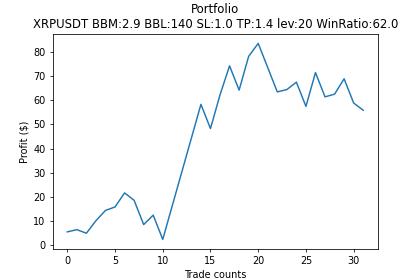 Portfolio
XRPUSDT BBM:2.9 BBL:140 SL:1.0 TP:1.4 lev:20 WinRatio:62.0
80
70
60
50
40
30
20
10
0
Profit ($)
0 5 10 15 20 25 30
Trade counts